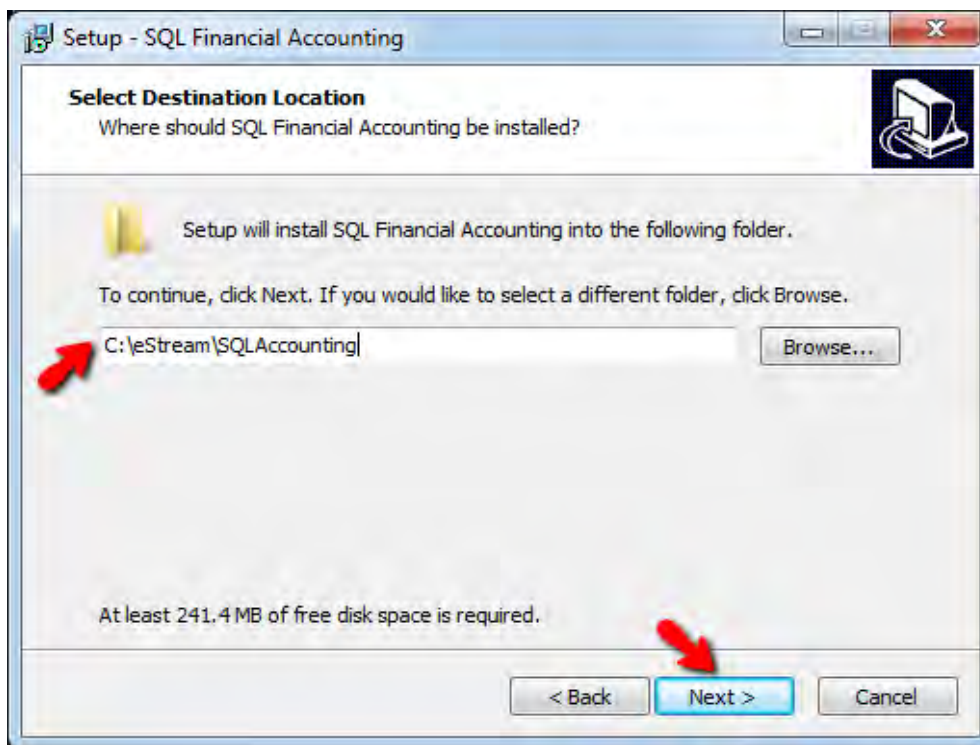 Setup - SQL Financial Accounting
Select Destination Location
Where should SQL Financial Accounting be installed?
Setup will install SQL Financial Accounting into the following folder.
To continue, click Next. If you would like to select a different folder, click Browse.
C:\eStream\SQLAccounting
Browse...
At least 241.4 MB of free disk space is required.
< Back
Next >
Cancel